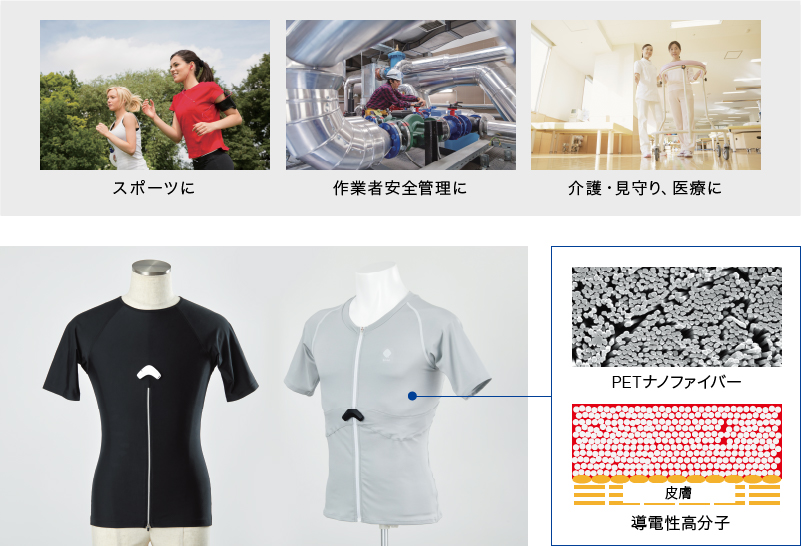 スポーツに
作業者安全管理に
介護・見守り、医療に
PETナノファイバー
皮膚
導電性高分子